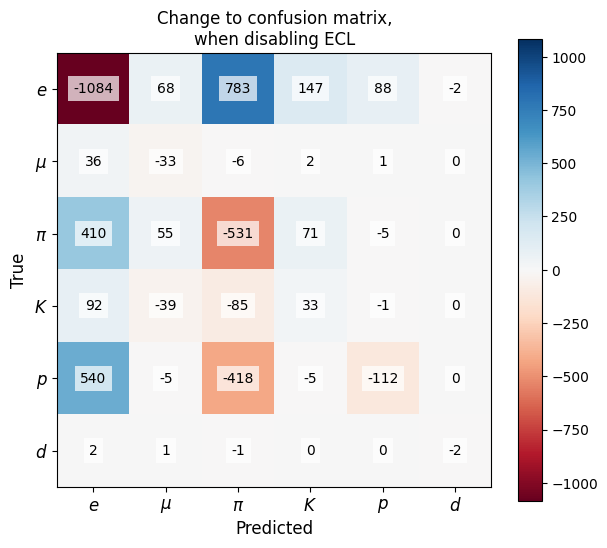 Change to confusion matrix,
when disabling ECL
e -1084 68 783 147 88 -2
μ 36 -33 -6 2 1 0
π 410 55 -531 71 -5 0
K 92 -39 -85 33 -1 0
p 540 -5 -418 -5 -112 0
d 2 1 -1 0 0 -2
e μ π K p d
True
Predicted
1000
750
500
250
0
−250
−500
−750
−1000